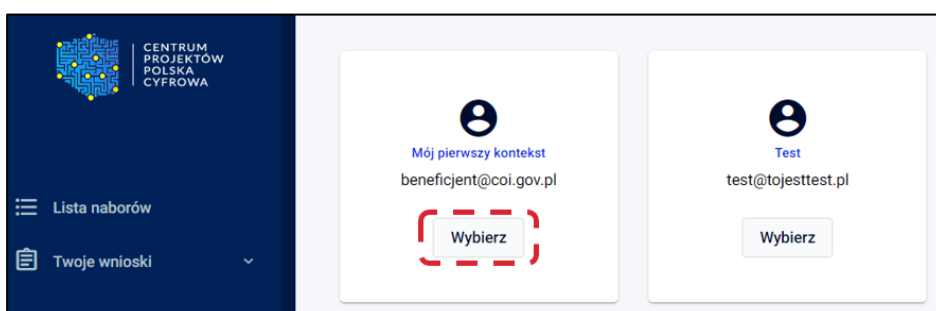 CENTRUM
PROJEKTÓW
POLSKA
CYFROWA
Lista naborów
Twoje wnioski
Mój pierwszy kontekst
beneficjent@coi.gov.pl
Wybierz
Test
test@tojesttest.pl
Wybierz